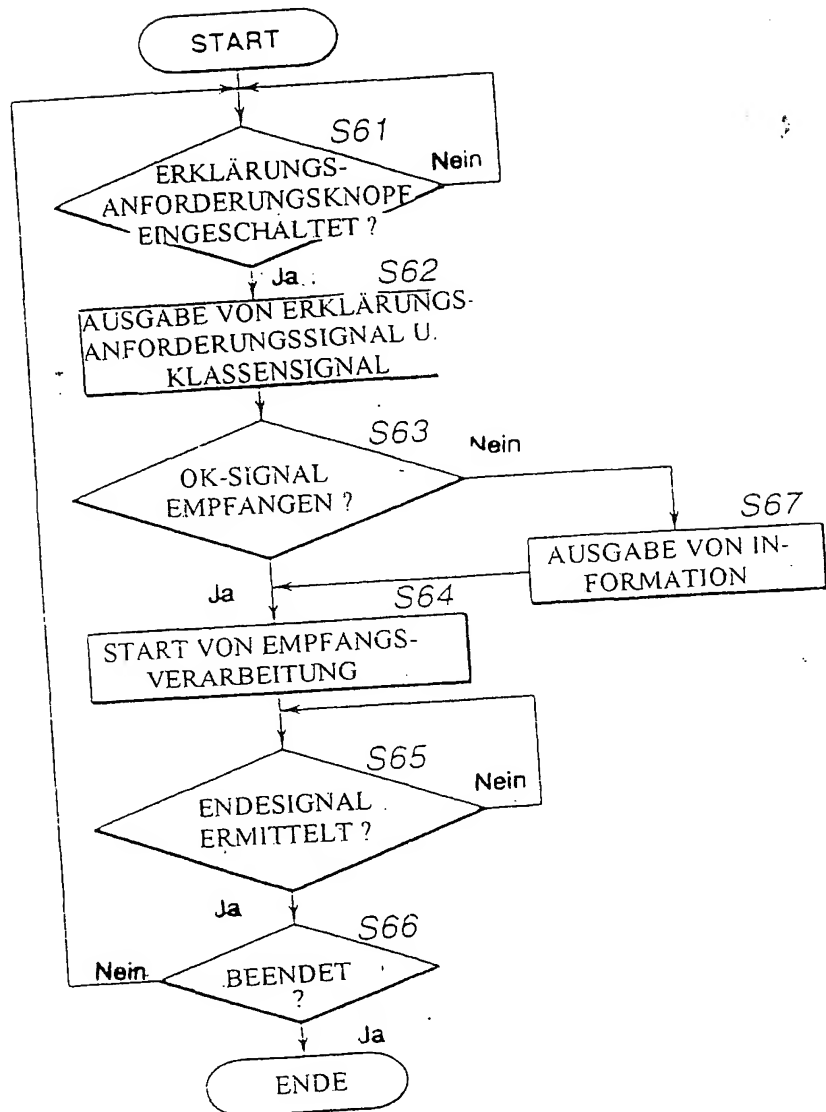 START
S61
ERKLÄRUNGS-
ANFORDERUNGSKNOPF
EINGESCHALTET ?
Nein
Ja
S62
AUSGABE VON ERKLÄRUNGS-
ANFORDERUNGSSIGNAL U.
KLASSENSIGNAL
S63
OK-SIGNAL
EMPFANGEN ?
Nein
S67
AUSGABE VON IN-
FORMATION
Ja
S64
START VON EMPFANGS-
VERARBEITUNG
S65
ENDESIGNAL
ERMITTELT ?
Nein
Ja
S66
BEENDET
?
Nein
Ja
ENDE